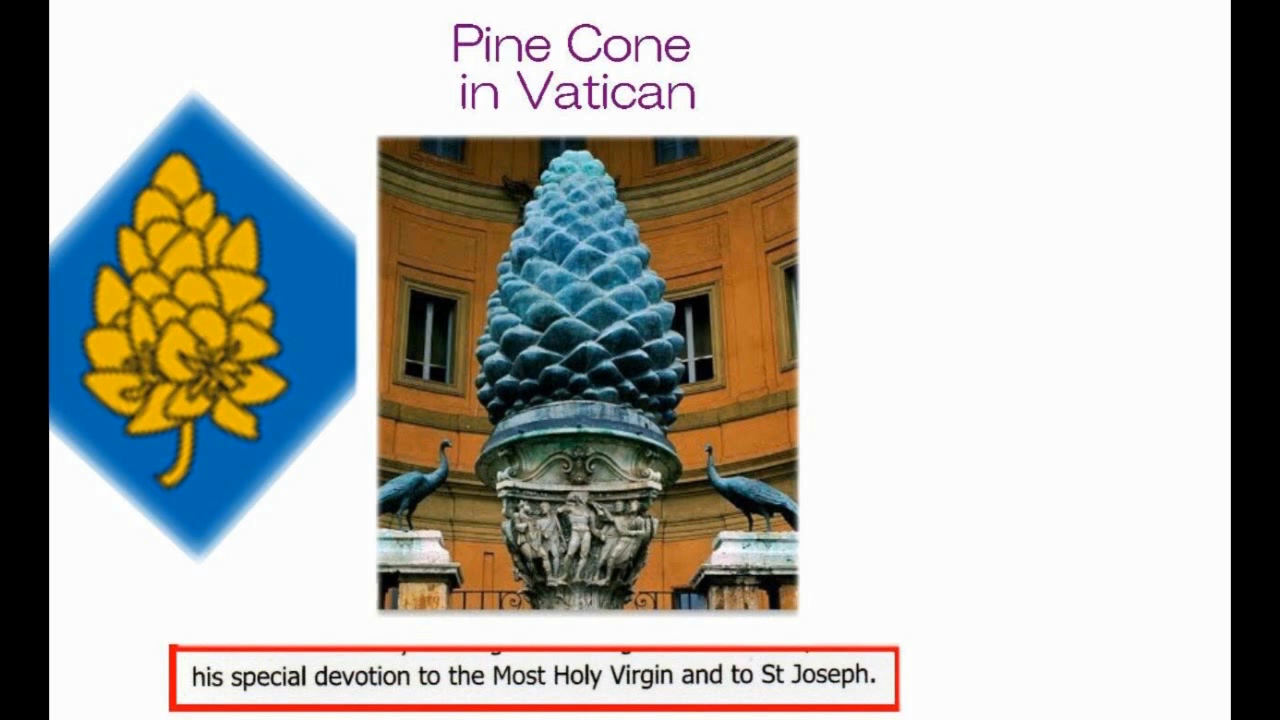 Pine Cone
in Vatican
his special devotion to the Most Holy Virgin and to St Joseph.